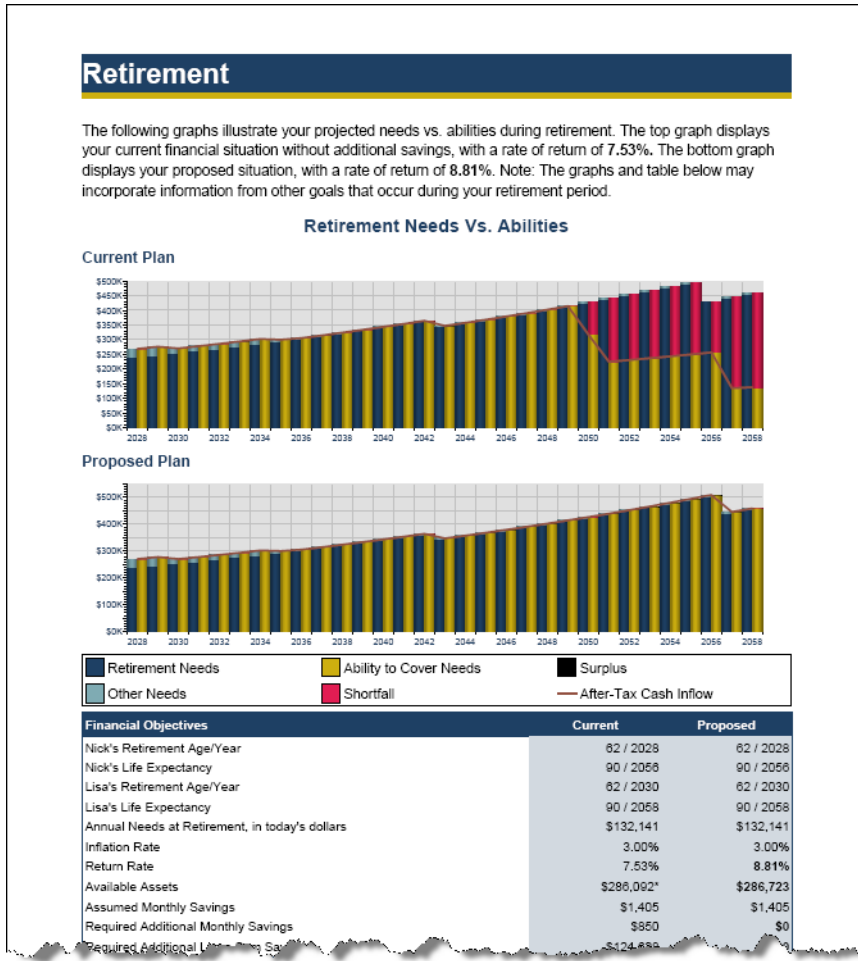 Retirement
The following graphs illustrate your projected needs vs. abilities during retirement. The top graph displays
your current financial situation without additional savings, with a rate of return of 7.53%. The bottom graph
displays your proposed situation, with a rate of return of 8.81%. Note: The graphs and table below may
incorporate information from other goals that occur during your retirement period.
Retirement Needs Vs. Abilities
Current Plan
$500K
$450K
$400K
$350K
$300K
$250K
$200K
$150K
$100K
$50K
$0K
2028 2030 2032 2034 2036 2038 2040 2042 2044 2046 2048 2050 2052 2054 2056 2058
Proposed Plan
$500K
$400K
$300K
$200K
$100K
$0K
2028 2030 2032 2034 2036 2038 2040 2042 2044 2046 2048 2050 2052 2054 2056 2058
Retirement Needs Ability to Cover Needs Surplus
Other Needs Shortfall After-Tax Cash Inflow
Financial Objectives Current Proposed
Nick's Retirement Age/Year 62 / 2028 62 / 2028
Nick's Life Expectancy 90 / 2056 90 / 2056
Lisa's Retirement Age/Year 62 / 2030 62 / 2030
Lisa's Life Expectancy 90 / 2058 90 / 2058
Annual Needs at Retirement, in today's dollars $132,141 $132,141
Inflation Rate 3.00% 3.00%
Return Rate 7.53% 8.81%
Available Assets $286,092* $286,723
Assumed Monthly Savings $1,405 $1,405
Required Additional Monthly Savings $850 $0
Required Additional